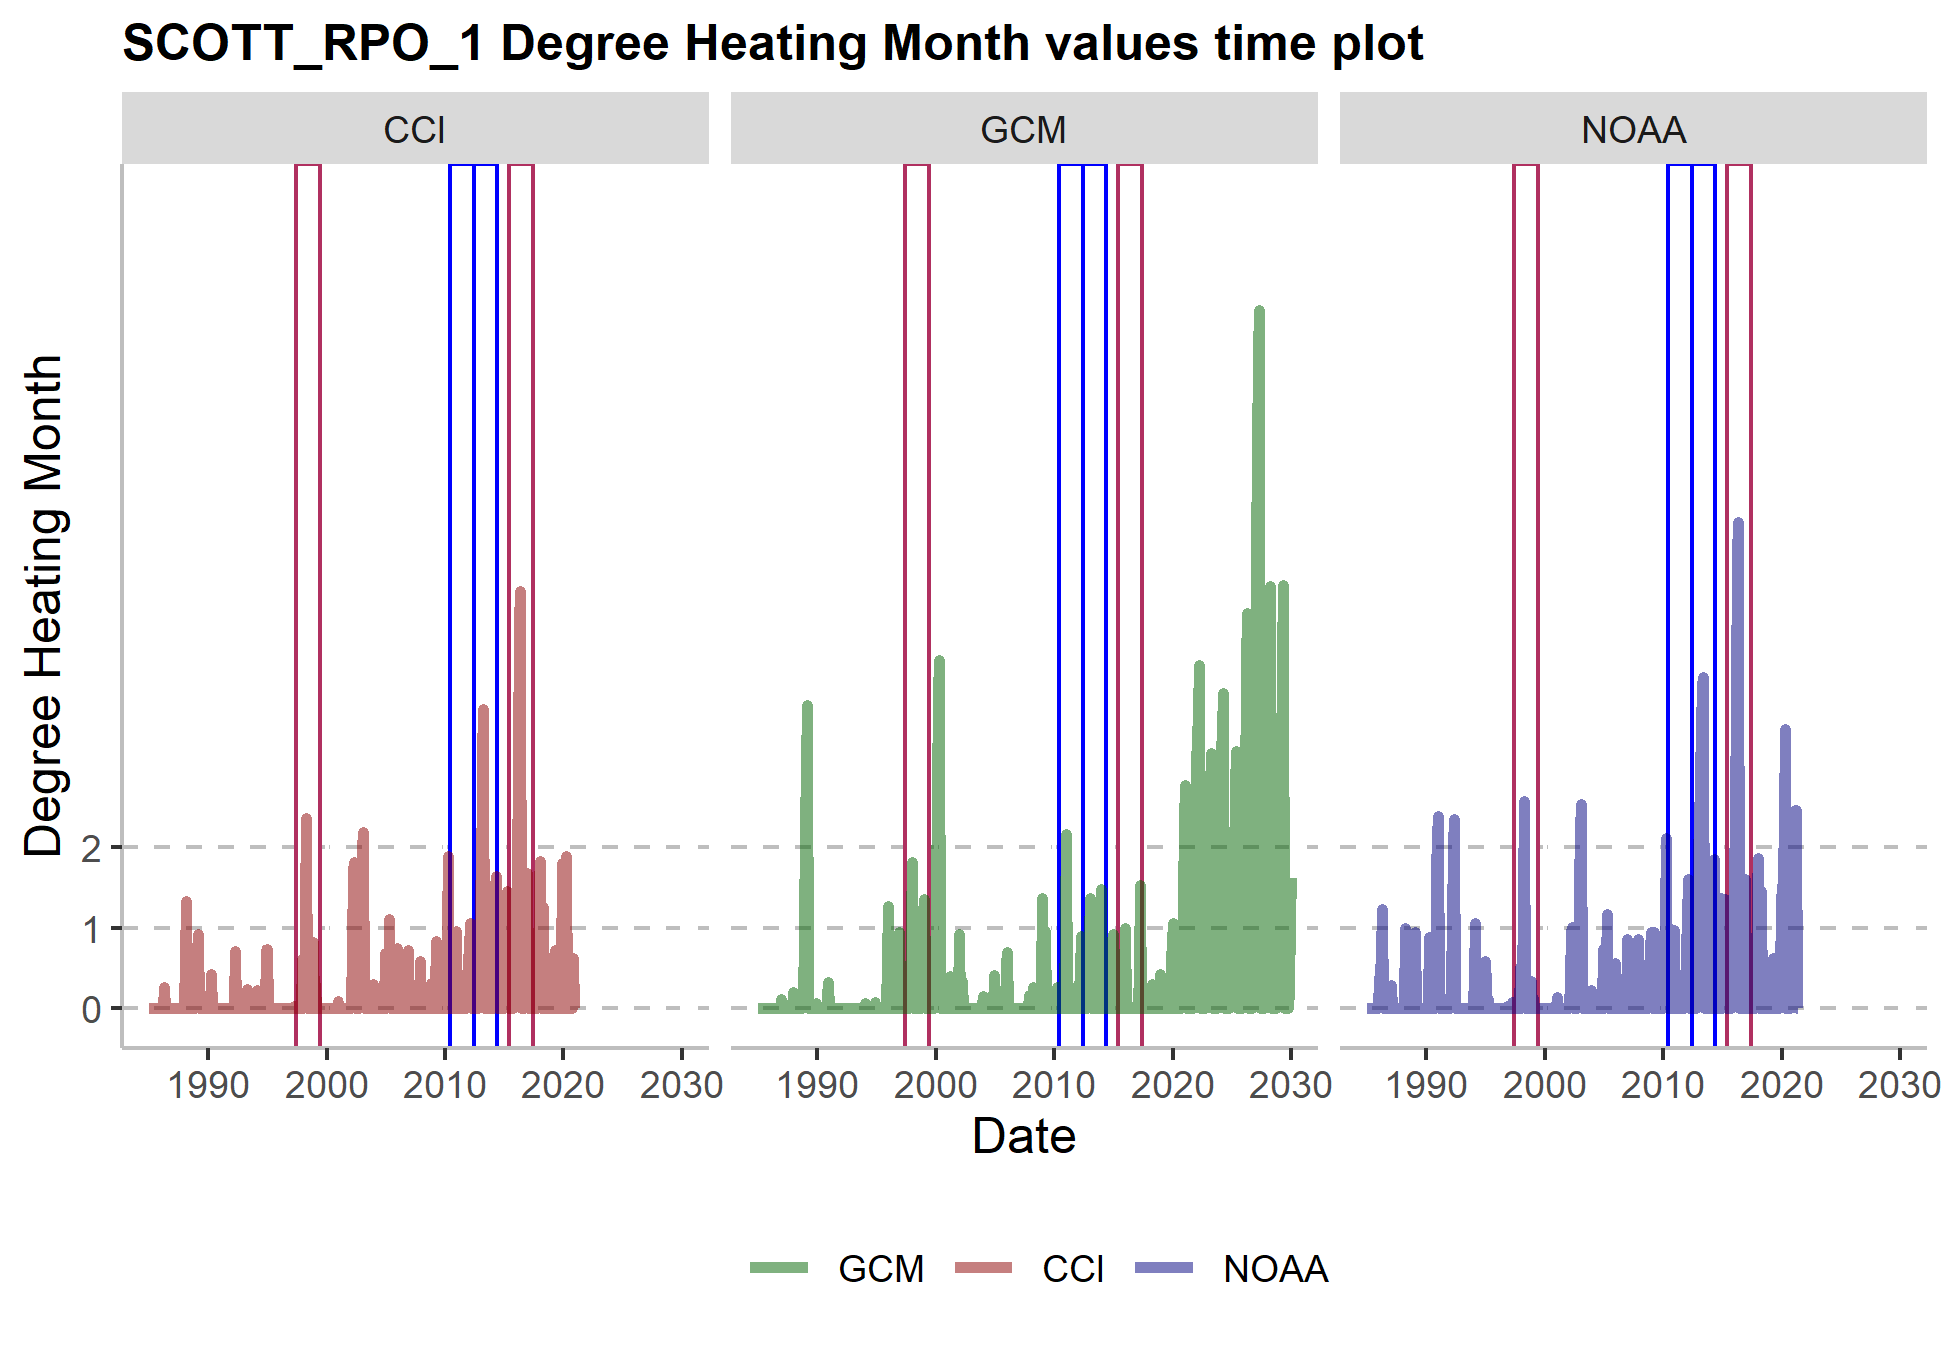 SCOTT_RPO_1 Degree Heating Month values time plot
CCI GCM NOAA
Degree Heating Month
2
1
0
1990 2000 2010 2020 2030 1990 2000 2010 2020 2030 1990 2000 2010 2020 2030
Date
GCM CCI NOAA